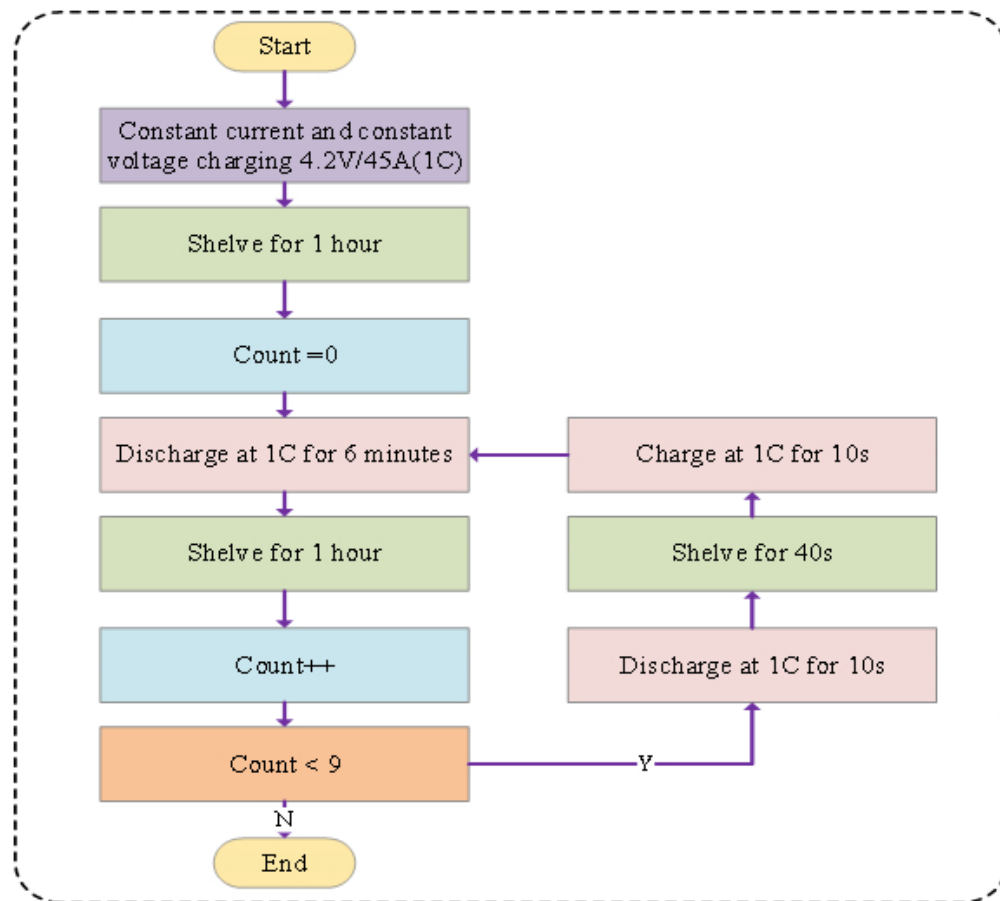 Start
Constant current and constant
voltage charging 4.2V/45A(1C)
Shelve for 1 hour
Count =0
Discharge at 1C for 6 minutes
Charge at 1C for 10s
Shelve for 1 hour
Shelve for 40s
Count++
Discharge at 1C for 10s
Count < 9
Y
N
End